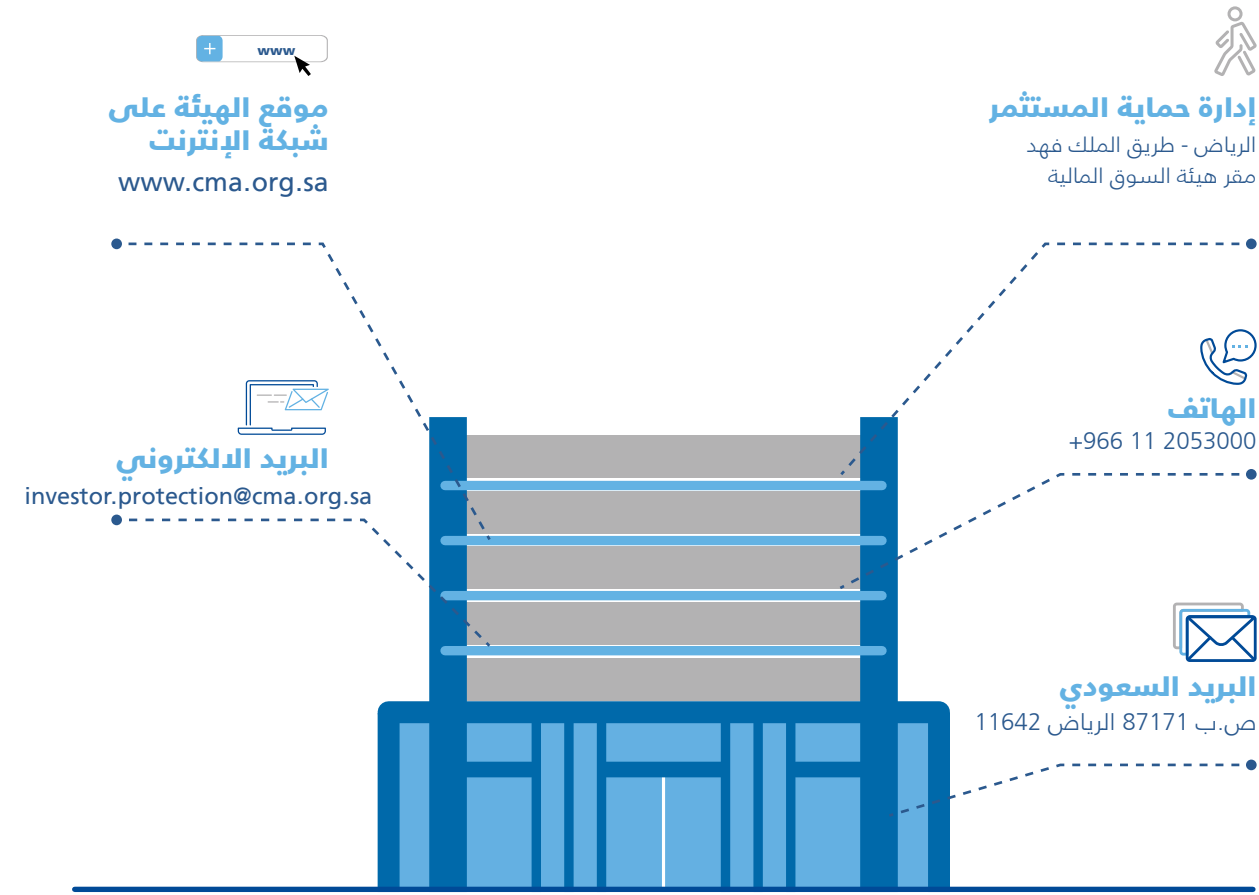 إدارة حماية المستثمر
الرياض - طريق الملك فهد
مقر هيئة السوق المالية
الهاتف
+966 11 2053000
البريد السعودي
ص.ب 87171 الرياض 11642
www
موقع الهيئة على
شبكة الإنترنت
www.cma.org.sa
البريد الالكتروني
investor.protection@cma.org.sa